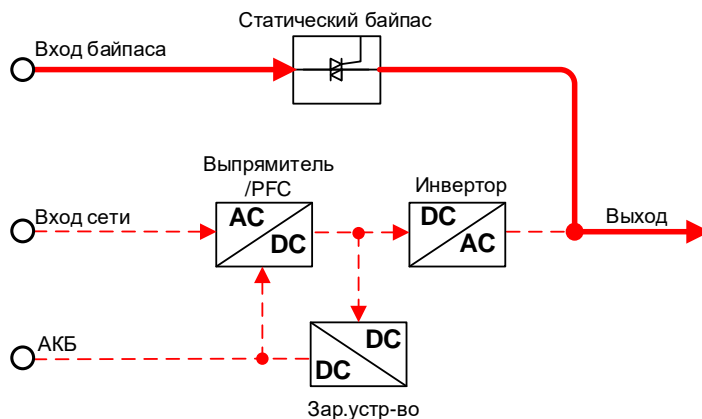 Статический байпас
Вход байпаса
Выпрямитель
/PFC
Инвертор
Вход сети
AC
DC
DC
AC
Выход
АКБ
DC
DC
Зар.устр-во